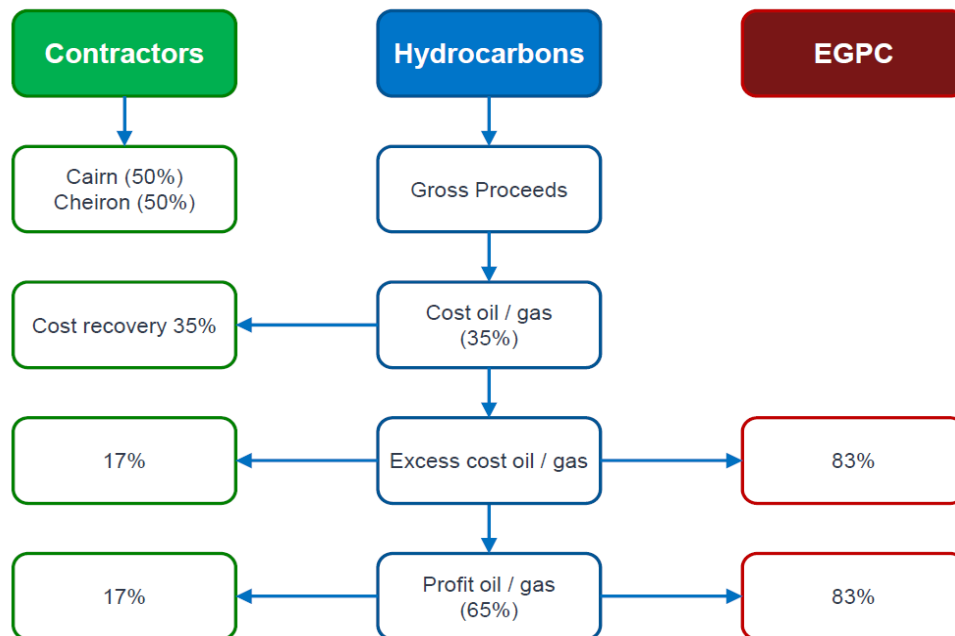 Contractors
Hydrocarbons
EGPC
Cairn (50%)
Cheiron (50%)
Gross Proceeds
Cost recovery 35%
Cost oil / gas
(35%)
17%
Excess cost oil / gas
83%
17%
Profit oil / gas
(65%)
83%